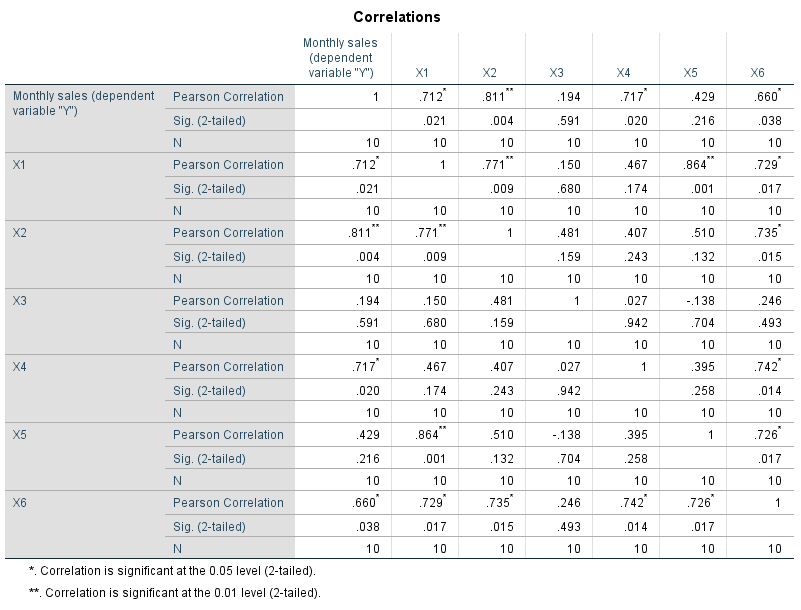 Correlations
Monthly sales (dependent variable "Y") X1 X2 X3 X4 X5 X6
Monthly sales (dependent variable "Y") Pearson Correlation 1 .712* .811** .194 .717* .429 .660*
Sig. (2-tailed) .021 .004 .591 .020 .216 .038
N 10 10 10 10 10 10 10
X1 Pearson Correlation .712* 1 .771** .150 .467 .864** .729*
Sig. (2-tailed) .021 .009 .680 .174 .001 .017
N 10 10 10 10 10 10 10
X2 Pearson Correlation .811** .771** 1 .481 .407 .510 .735*
Sig. (2-tailed) .004 .009 .159 .243 .132 .015
N 10 10 10 10 10 10 10
X3 Pearson Correlation .194 .150 .481 1 .027 -.138 .246
Sig. (2-tailed) .591 .680 .159 .942 .704 .493
N 10 10 10 10 10 10 10
X4 Pearson Correlation .717* .467 .407 .027 1 .395 .742*
Sig. (2-tailed) .020 .174 .243 .942 .258 .014
N 10 10 10 10 10 10 10
X5 Pearson Correlation .429 .864** .510 -.138 .395 1 .726*
Sig. (2-tailed) .216 .001 .132 .704 .258 .017
N 10 10 10 10 10 10 10
X6 Pearson Correlation .660* .729* .735* .246 .742* .726* 1
Sig. (2-tailed) .038 .017 .015 .493 .014 .017
N 10 10 10 10 10 10 10
*. Correlation is significant at the 0.05 level (2-tailed).
**. Correlation is significant at the 0.01 level (2-tailed).